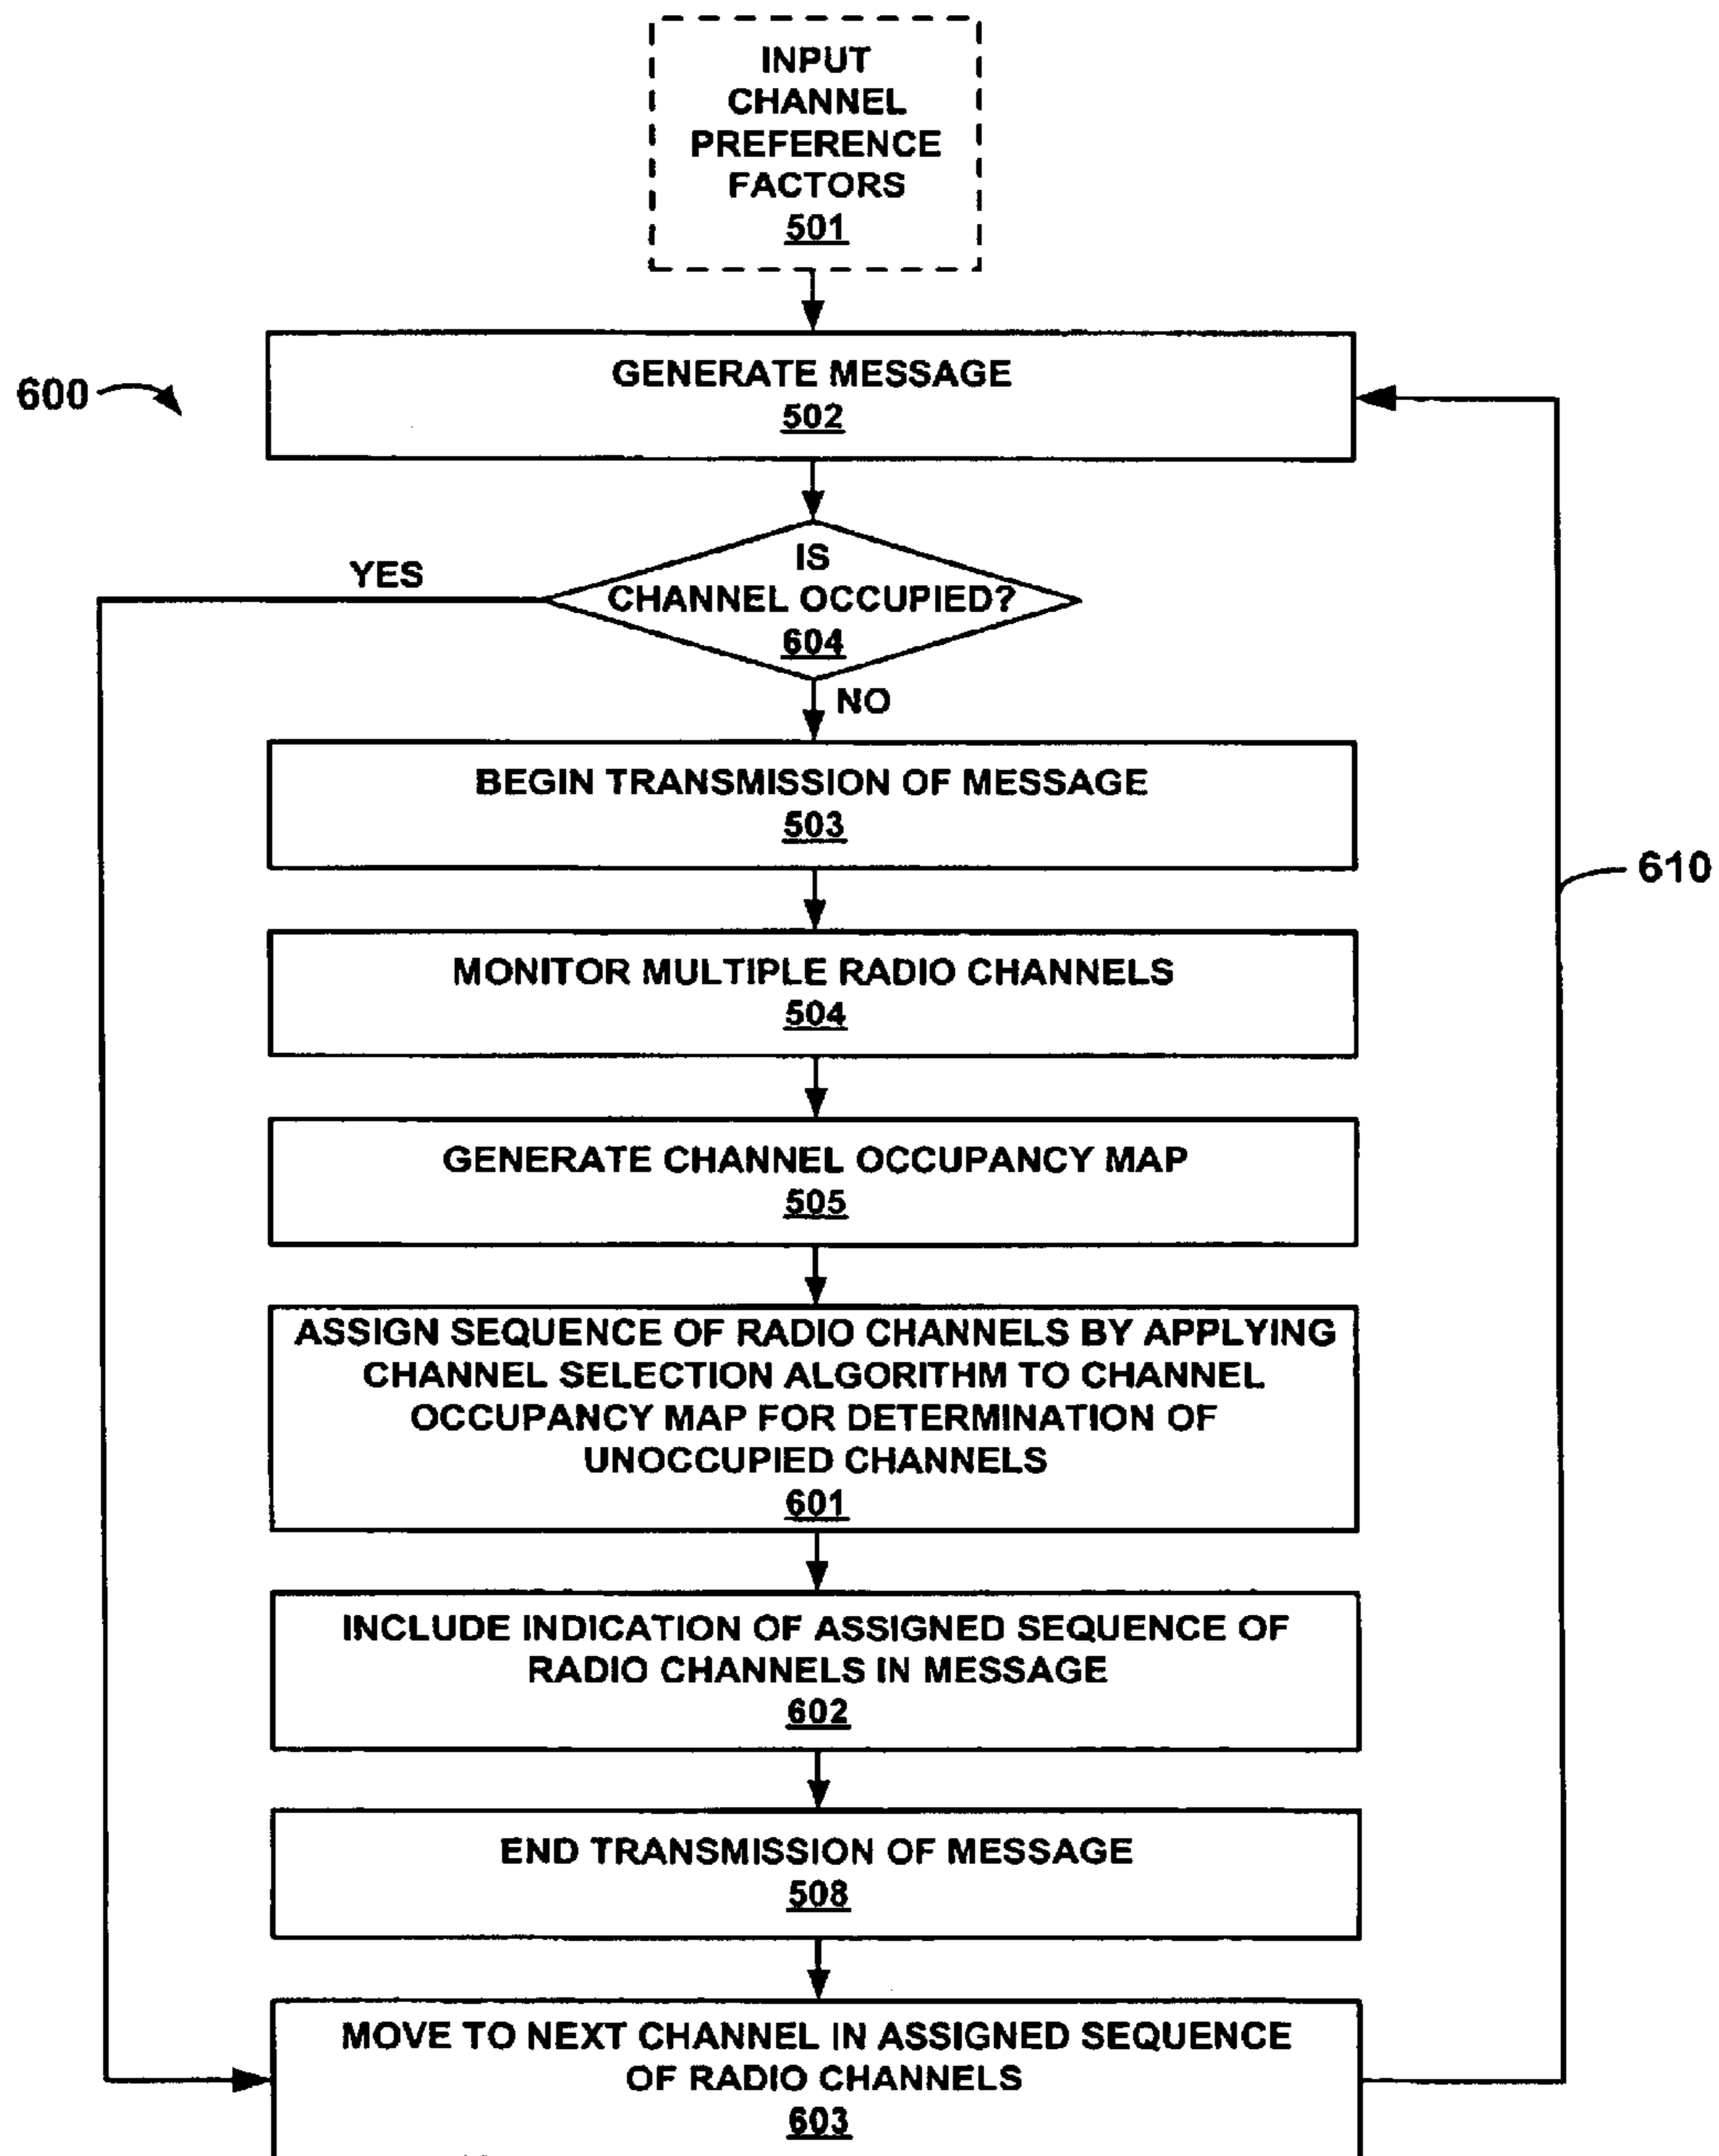 INPUT
CHANNEL
PREFERENCE
FACTORS
501
600
GENERATE MESSAGE
502
YES
IS
CHANNEL OCCUPIED?
604
NO
BEGIN TRANSMISSION OF MESSAGE
503
610
MONITOR MULTIPLE RADIO CHANNELS
504
GENERATE CHANNEL OCCUPANCY MAP
505
ASSIGN SEQUENCE OF RADIO CHANNELS BY APPLYING
CHANNEL SELECTION ALGORITHM TO CHANNEL
OCCUPANCY MAP FOR DETERMINATION OF
UNOCCUPIED CHANNELS
601
INCLUDE INDICATION OF ASSIGNED SEQUENCE OF
RADIO CHANNELS IN MESSAGE
602
END TRANSMISSION OF MESSAGE
508
MOVE TO NEXT CHANNEL IN ASSIGNED SEQUENCE
OF RADIO CHANNELS
603